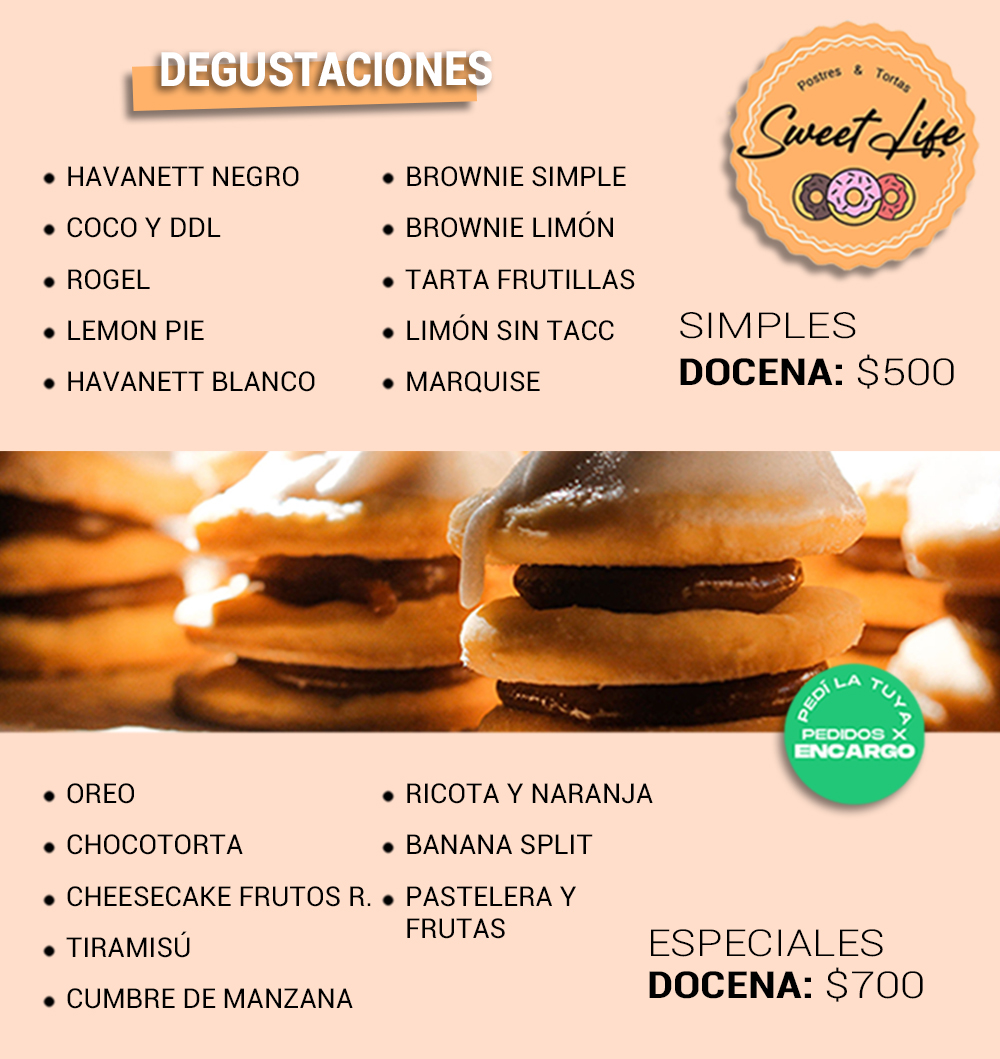 DEGUSTACIONES
Postres & Tortas
Sweet Life
• HAVANETT NEGRO
• COCO Y DDL
• ROGEL
• LEMON PIE
• HAVANETT BLANCO
• BROWNIE SIMPLE
• BROWNIE LIMÓN
• TARTA FRUTILLAS
• LIMÓN SIN TACC
• MARQUISE
SIMPLES
DOCENA: $500
PEDÍ LA TUYA
PEDIDOS X
ENCARGO
• OREO
• CHOCOTORTA
• CHEESECAKE FRUTOS R.
• TIRAMISÚ
• CUMBRE DE MANZANA
• RICOTA Y NARANJA
• BANANA SPLIT
• PASTELERA Y
FRUTAS
ESPECIALES
DOCENA: $700